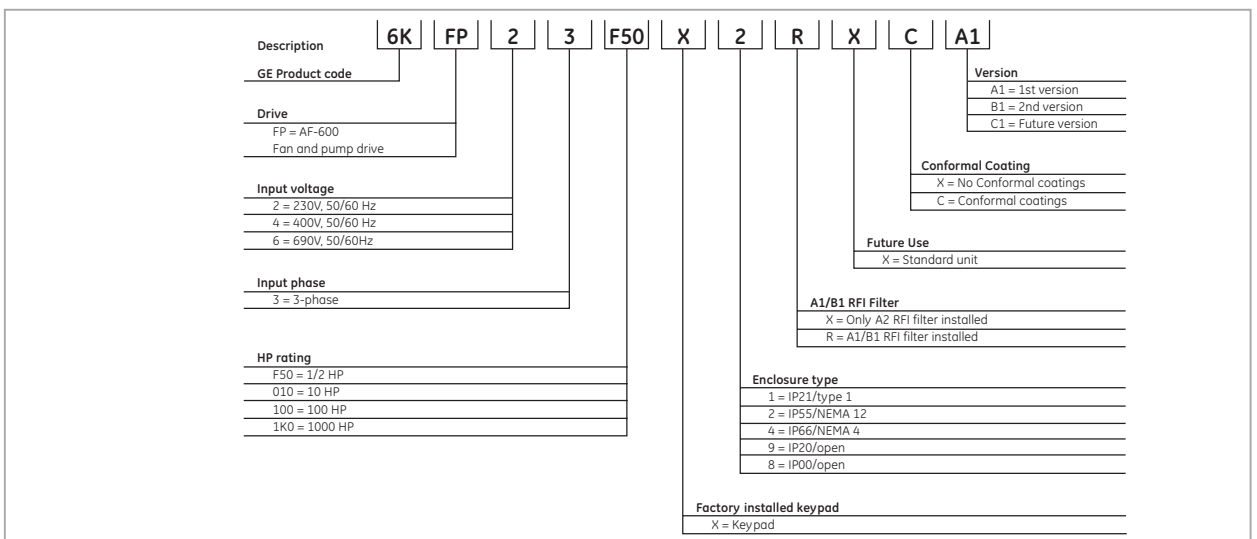 Description 6K FP 2 3 F50 X 2 R X C A1
GE Product code
Drive
FP = AF-600
Fan and pump drive
Input voltage
2 = 230V, 50/60 Hz
4 = 400V, 50/60 Hz
6 = 690V, 50/60Hz
Input phase
3 = 3-phase
HP rating
F50 = 1/2 HP
010 = 10 HP
100 = 100 HP
1K0 = 1000 HP
Version
A1 = 1st version
B1 = 2nd version
C1 = Future version
Conformal Coating
X = No Conformal coatings
C = Conformal coatings
Future Use
X = Standard unit
A1/B1 RFI Filter
X = Only A2 RFI filter installed
R = A1/B1 RFI filter installed
Enclosure type
1 = IP21/type 1
2 = IP55/NEMA 12
4 = IP66/NEMA 4
9 = IP20/open
8 = IP00/open
Factory installed keypad
X = Keypad